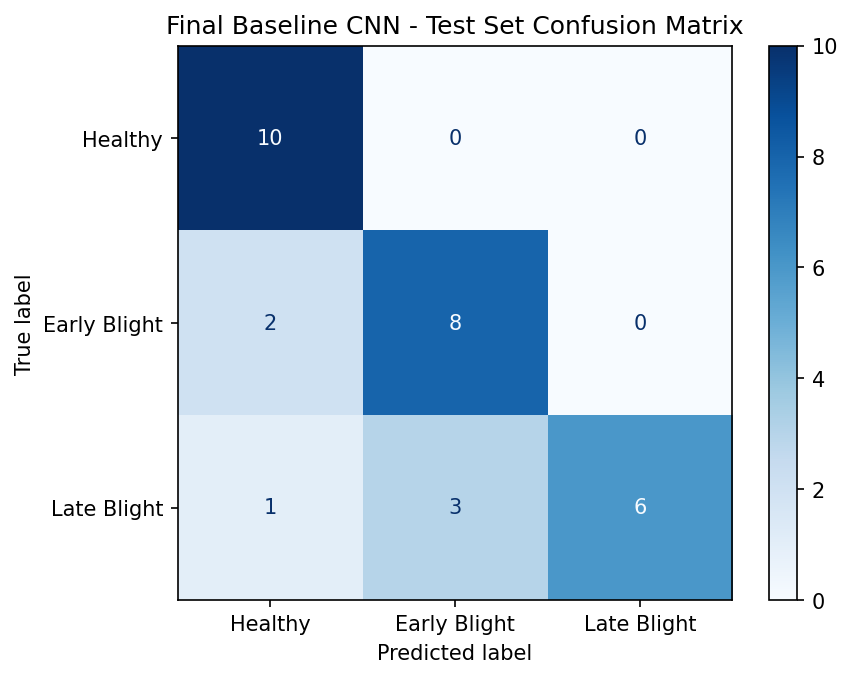 Final Baseline CNN - Test Set Confusion Matrix
True label
Healthy
10 0 0
Early Blight
2 8 0
Late Blight
1 3 6
Healthy Early Blight Late Blight
Predicted label
10
8
6
4
2
0